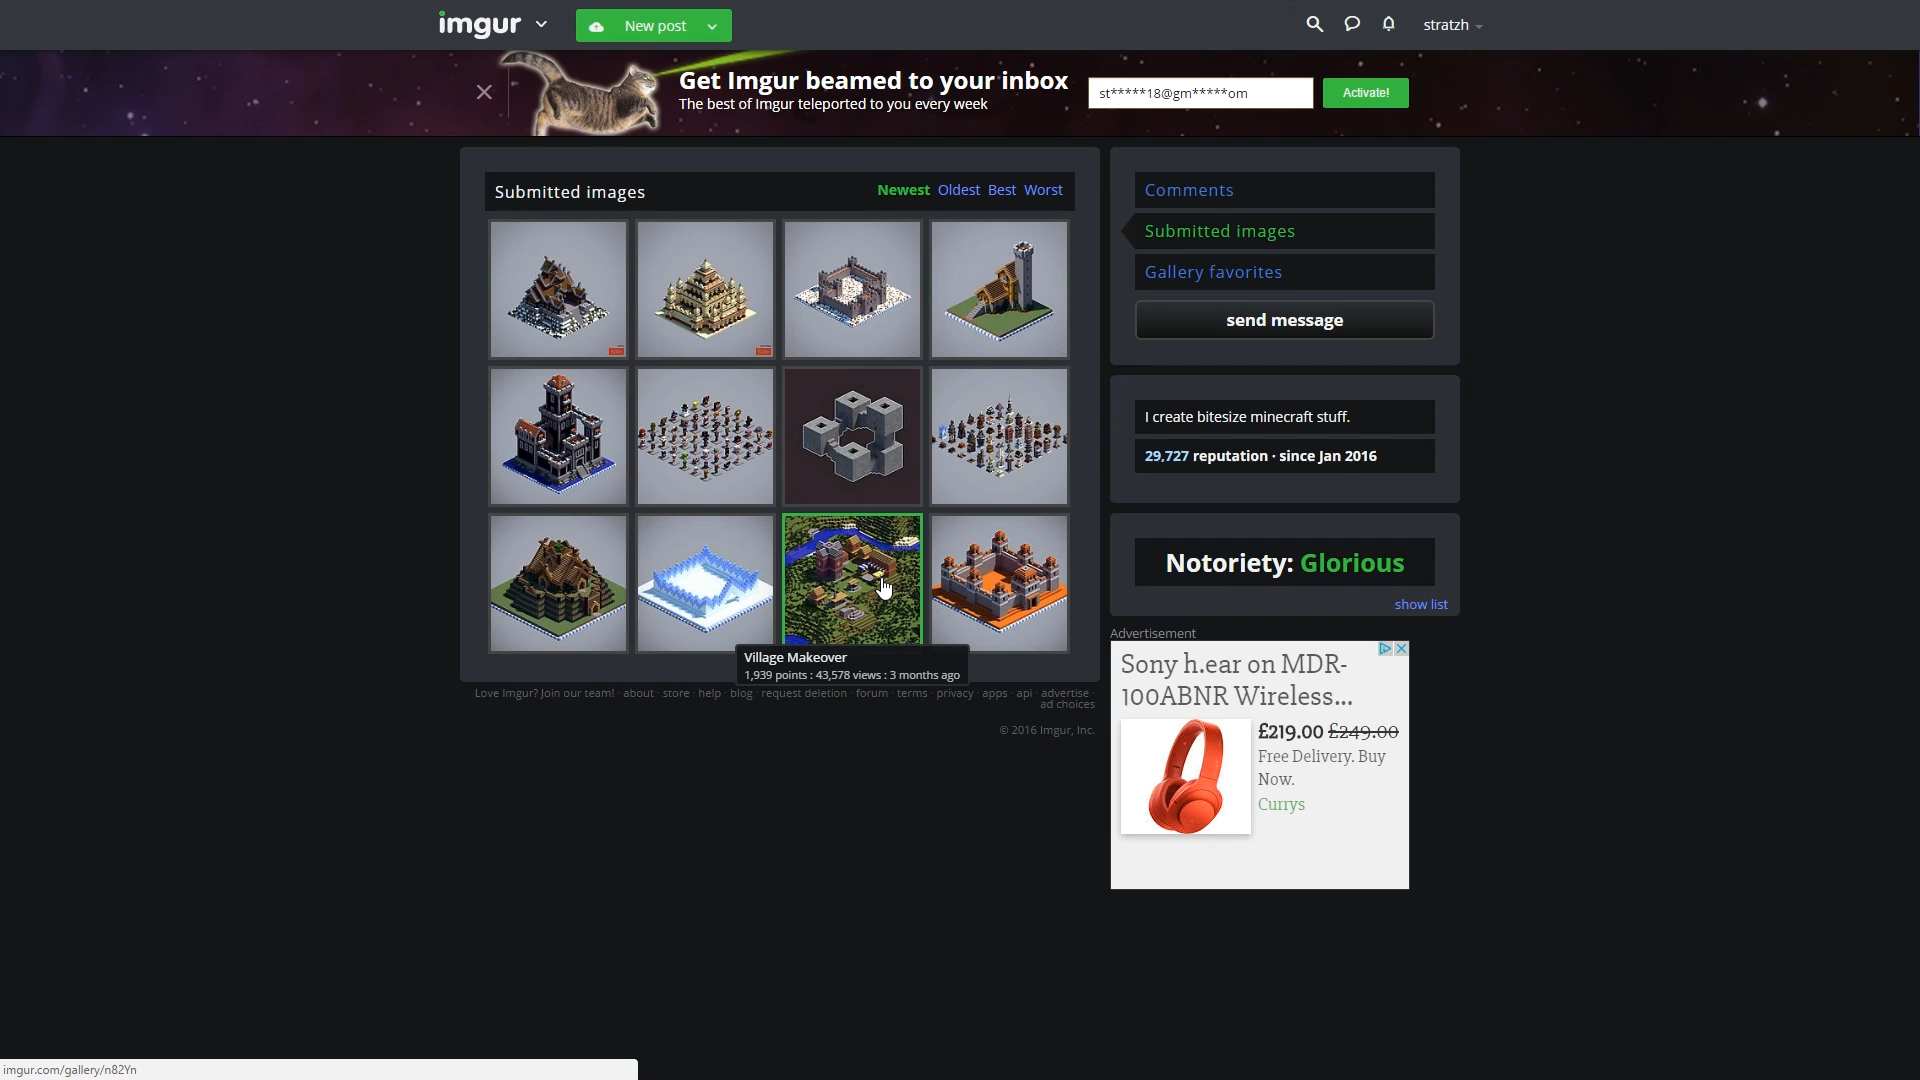 imgur
New post
stratzh
Get Imgur beamed to your inbox
The best of Imgur teleported to you every week
st*****18@gm*****om
Activate!
Submitted images
Newest Oldest Best Worst
Comments
Submitted images
Gallery favorites
send message
I create bitesize minecraft stuff.
29,727 reputation · since Jan 2016
Notoriety: Glorious
show list
Village Makeover
1,939 points : 43,578 views : 3 months ago
Love Imgur? Join our team! · about · store · help · blog · request deletion · forum · terms · privacy · apps · api · advertise ·
ad choices
© 2016 Imgur, Inc.
Advertisement
Sony h.ear on MDR-
100ABNR Wireless...
£219.00 £249.00
Free Delivery. Buy
Now.
Currys
imgur.com/gallery/n82Yn